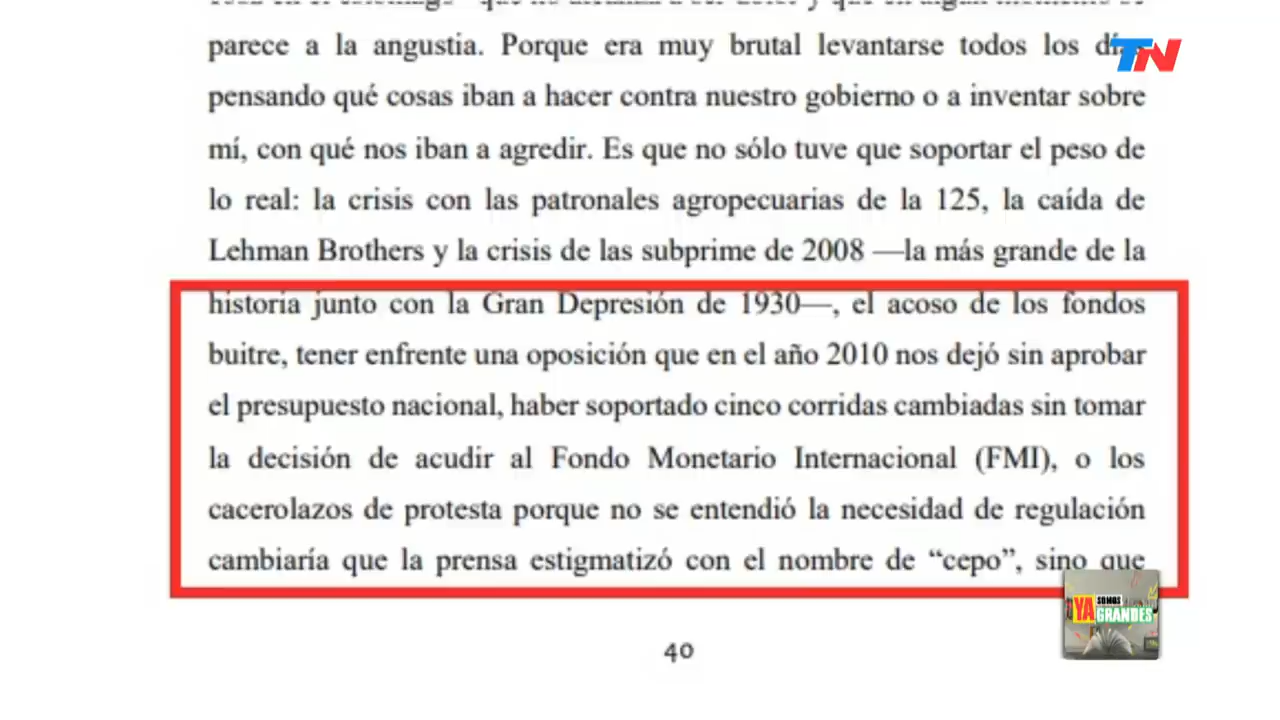 parece a la angustia. Porque era muy brutal levantarse todos los días
TN
pensando qué cosas iban a hacer contra nuestro gobierno o a inventar sobre
mí, con qué nos iban a agredir. Es que no sólo tuve que soportar el peso de
lo real: la crisis con las patronales agropecuarias de la 125, la caída de
Lehman Brothers y la crisis de las subprime de 2008 —la más grande de la
historia junto con la Gran Depresión de 1930—, el acoso de los fondos
buitre, tener enfrente una oposición que en el año 2010 nos dejó sin aprobar
el presupuesto nacional, haber soportado cinco corridas cambiadas sin tomar
la decisión de acudir al Fondo Monetario Internacional (FMI), o los
cacerolazos de protesta porque no se entendió la necesidad de regulación
cambiaría que la prensa estigmatizó con el nombre de “cepo”, sino que
YA SOMOS
GRANDES
40